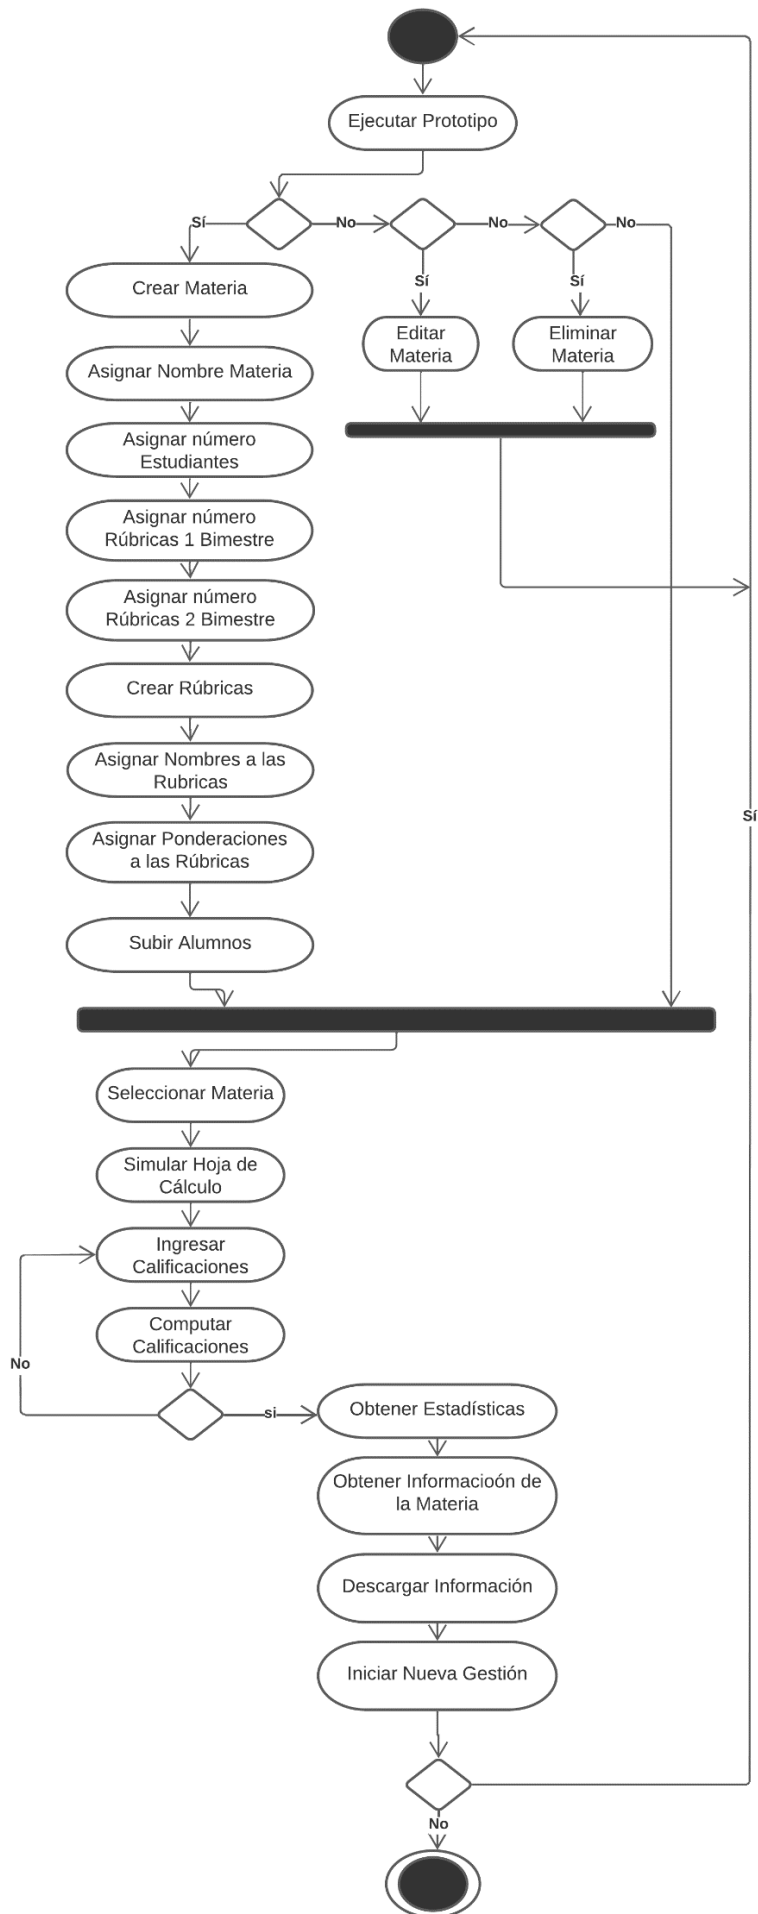 Ejecutar Prototipo
Sí
No
No
No
Crear Materia
Sí
Sí
Editar
Materia
Eliminar
Materia
Asignar Nombre Materia
Asignar número
Estudiantes
Asignar número
Rúbricas 1 Bimestre
Asignar número
Rúbricas 2 Bimestre
Crear Rúbricas
Asignar Nombres a las
Rubricas
Asignar Ponderaciones
a las Rúbricas
Sí
Subir Alumnos
Seleccionar Materia
Simular Hoja de
Cálculo
Ingresar
Calificaciones
Computar
Calificaciones
No
si
Obtener Estadísticas
Obtener Informacioón de
la Materia
Descargar Información
Iniciar Nueva Gestión
No